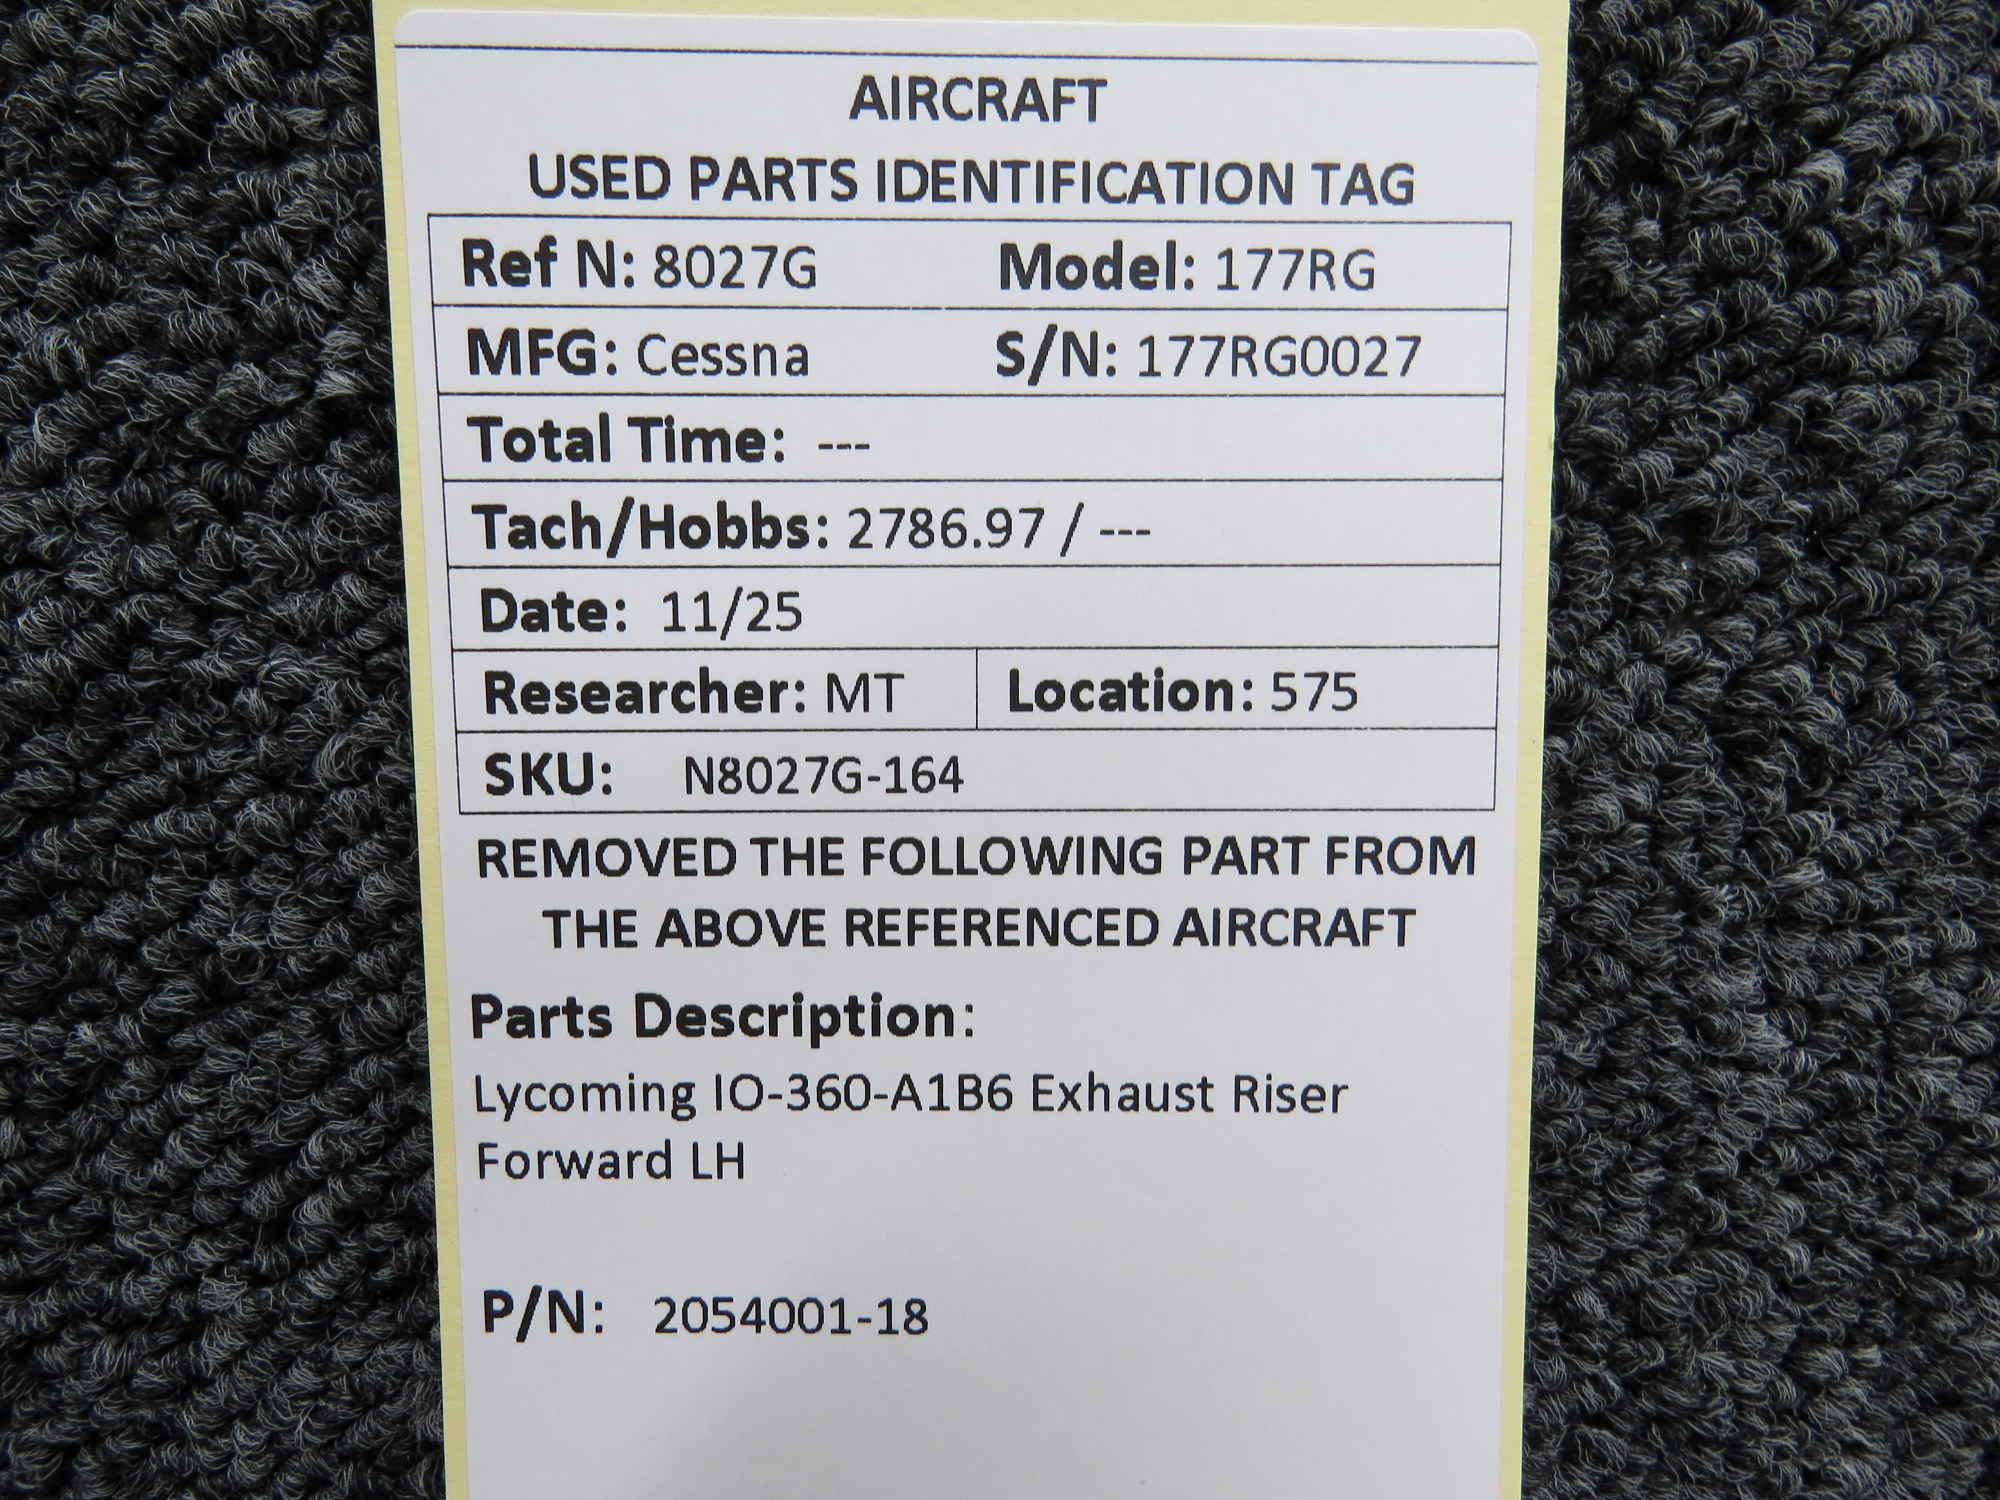 AIRCRAFT
USED PARTS IDENTIFICATION TAG
Ref N: 8027G Model: 177RG
MFG: Cessna S/N: 177RG0027
Total Time: ---
Tach/Hobbs: 2786.97 / ---
Date: 11/25
Researcher: MT Location: 575
SKU: N8027G-164
REMOVED THE FOLLOWING PART FROM
THE ABOVE REFERENCED AIRCRAFT
Parts Description:
Lycoming IO-360-A1B6 Exhaust Riser
Forward LH
P/N: 2054001-18